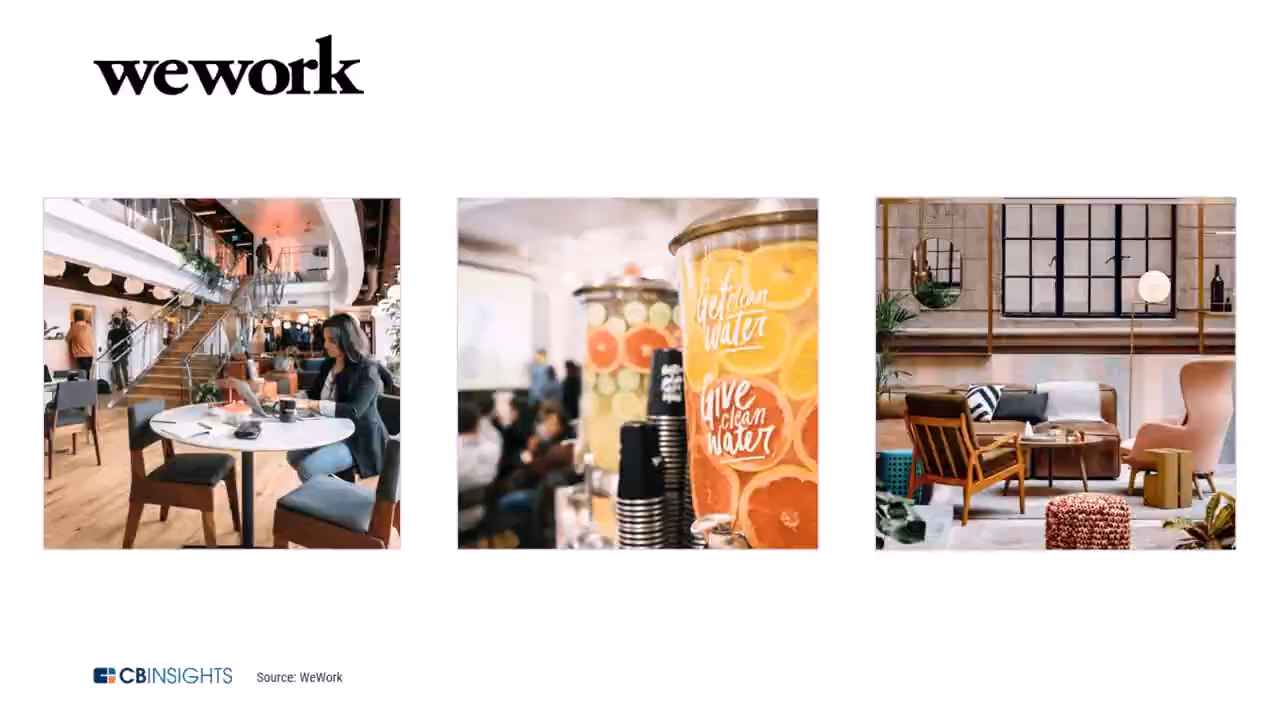 wework
Get clean
water
Give
clean
water
CBINSIGHTS
Source: WeWork